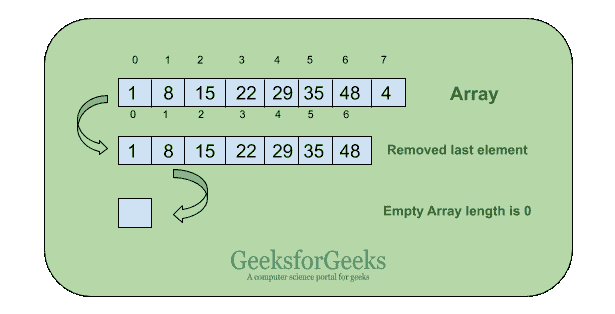 0 1 2 3 4 5 6 7
1 8 15 22 29 35 48 4 Array
0 1 2 3 4 5 6
1 8 15 22 29 35 48 Removed last element
Empty Array length is 0
GeeksforGeeks
A computer science portal for geeks